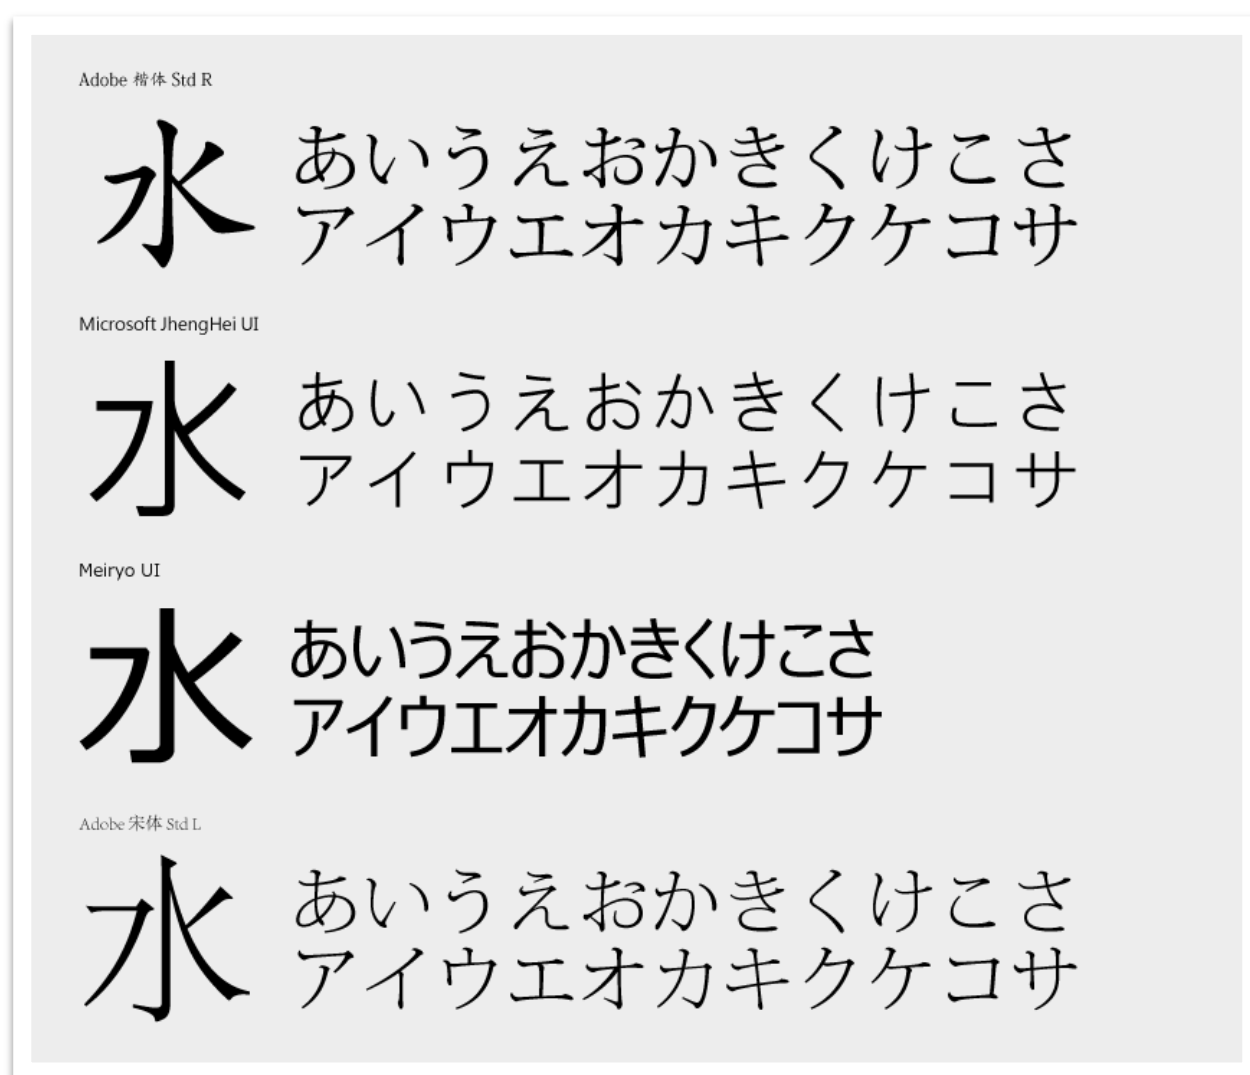 Adobe 楷体 Std R
水
あいうえおかきくけこさ
アイウエオカキクケコサ
Microsoft JhengHei UI
水
あいうえおかきくけこさ
アイウエオカキクケコサ
Meiryo UI
水
あいうえおかきくけこさ
アイウエオカキクケコサ
Adobe 宋体 Std L
水
あいうえおかきくけこさ
アイウエオカキクケコサ